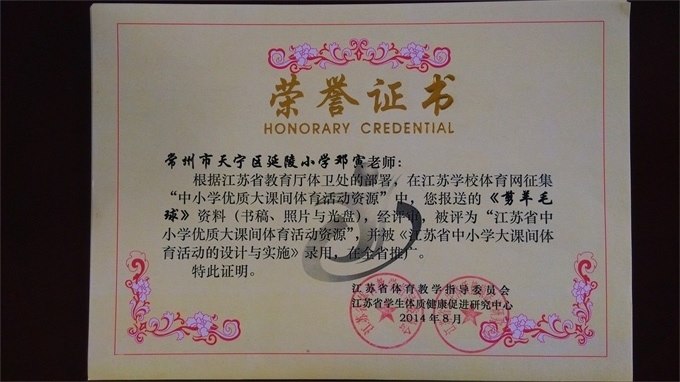 荣誉证书
HONORARY CREDENTIAL
常州市天宁区延陵小学邓寅老师：
根据江苏省教育厅体卫处的部署，在江苏学校体育网征集
“中小学优质大课间体育活动资源”中，您报送的《剪羊毛
球》资料（书稿、照片与光盘），经评审，被评为“江苏省中
小学优质大课间体育活动资源”，并被《江苏省中小学大课间体
育活动的设计与实施》录用，在全省推广。
特此证明。
江苏省体育教学指导委员会
江苏省学生体质健康促进研究中心
2014年8月